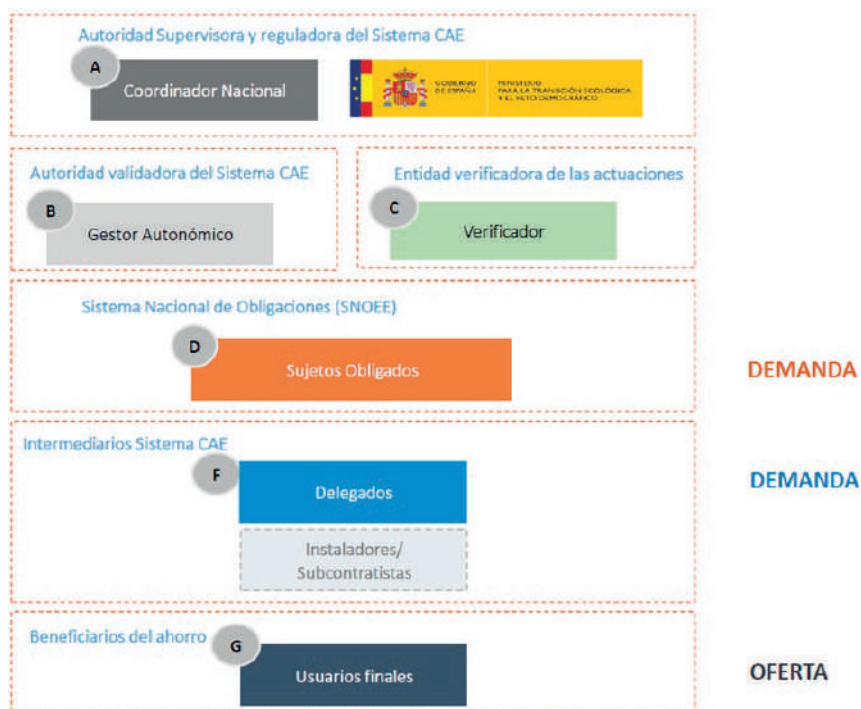 Autoridad Supervisora y reguladora del Sistema CAE
A
Coordinador Nacional
GOBIERNO
DE ESPAÑA
MINISTERIO
PARA LA TRANSICIÓN ECOLÓGICA
Y EL RETO DEMOGRÁFICO
Autoridad validadora del Sistema CAE
B
Gestor Autonómico
Entidad verificadora de las actuaciones
C
Verificador
Sistema Nacional de Obligaciones (SNOEE)
D
Sujetos Obligados
DEMANDA
Intermediarios Sistema CAE
F
Delegados
DEMANDA
Instaladores/
Subcontratistas
Beneficiarios del ahorro
G
Usuarios finales
OFERTA